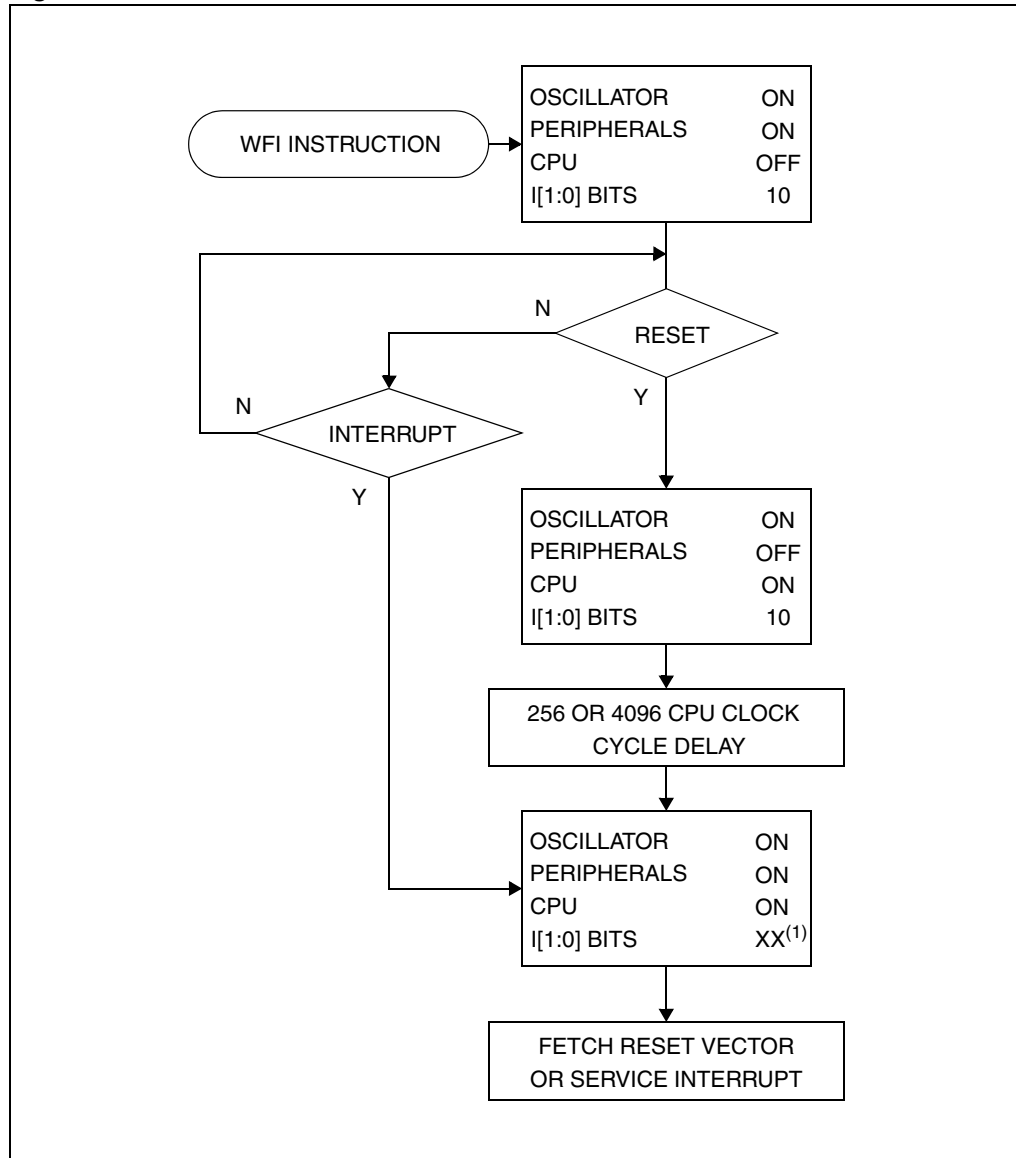 WFI INSTRUCTION
OSCILLATOR ON
PERIPHERALS ON
CPU OFF
I[1:0] BITS 10
N
RESET
Y
N
INTERRUPT
Y
OSCILLATOR ON
PERIPHERALS OFF
CPU ON
I[1:0] BITS 10
256 OR 4096 CPU CLOCK
CYCLE DELAY
OSCILLATOR ON
PERIPHERALS ON
CPU ON
I[1:0] BITS XX(1)
FETCH RESET VECTOR
OR SERVICE INTERRUPT